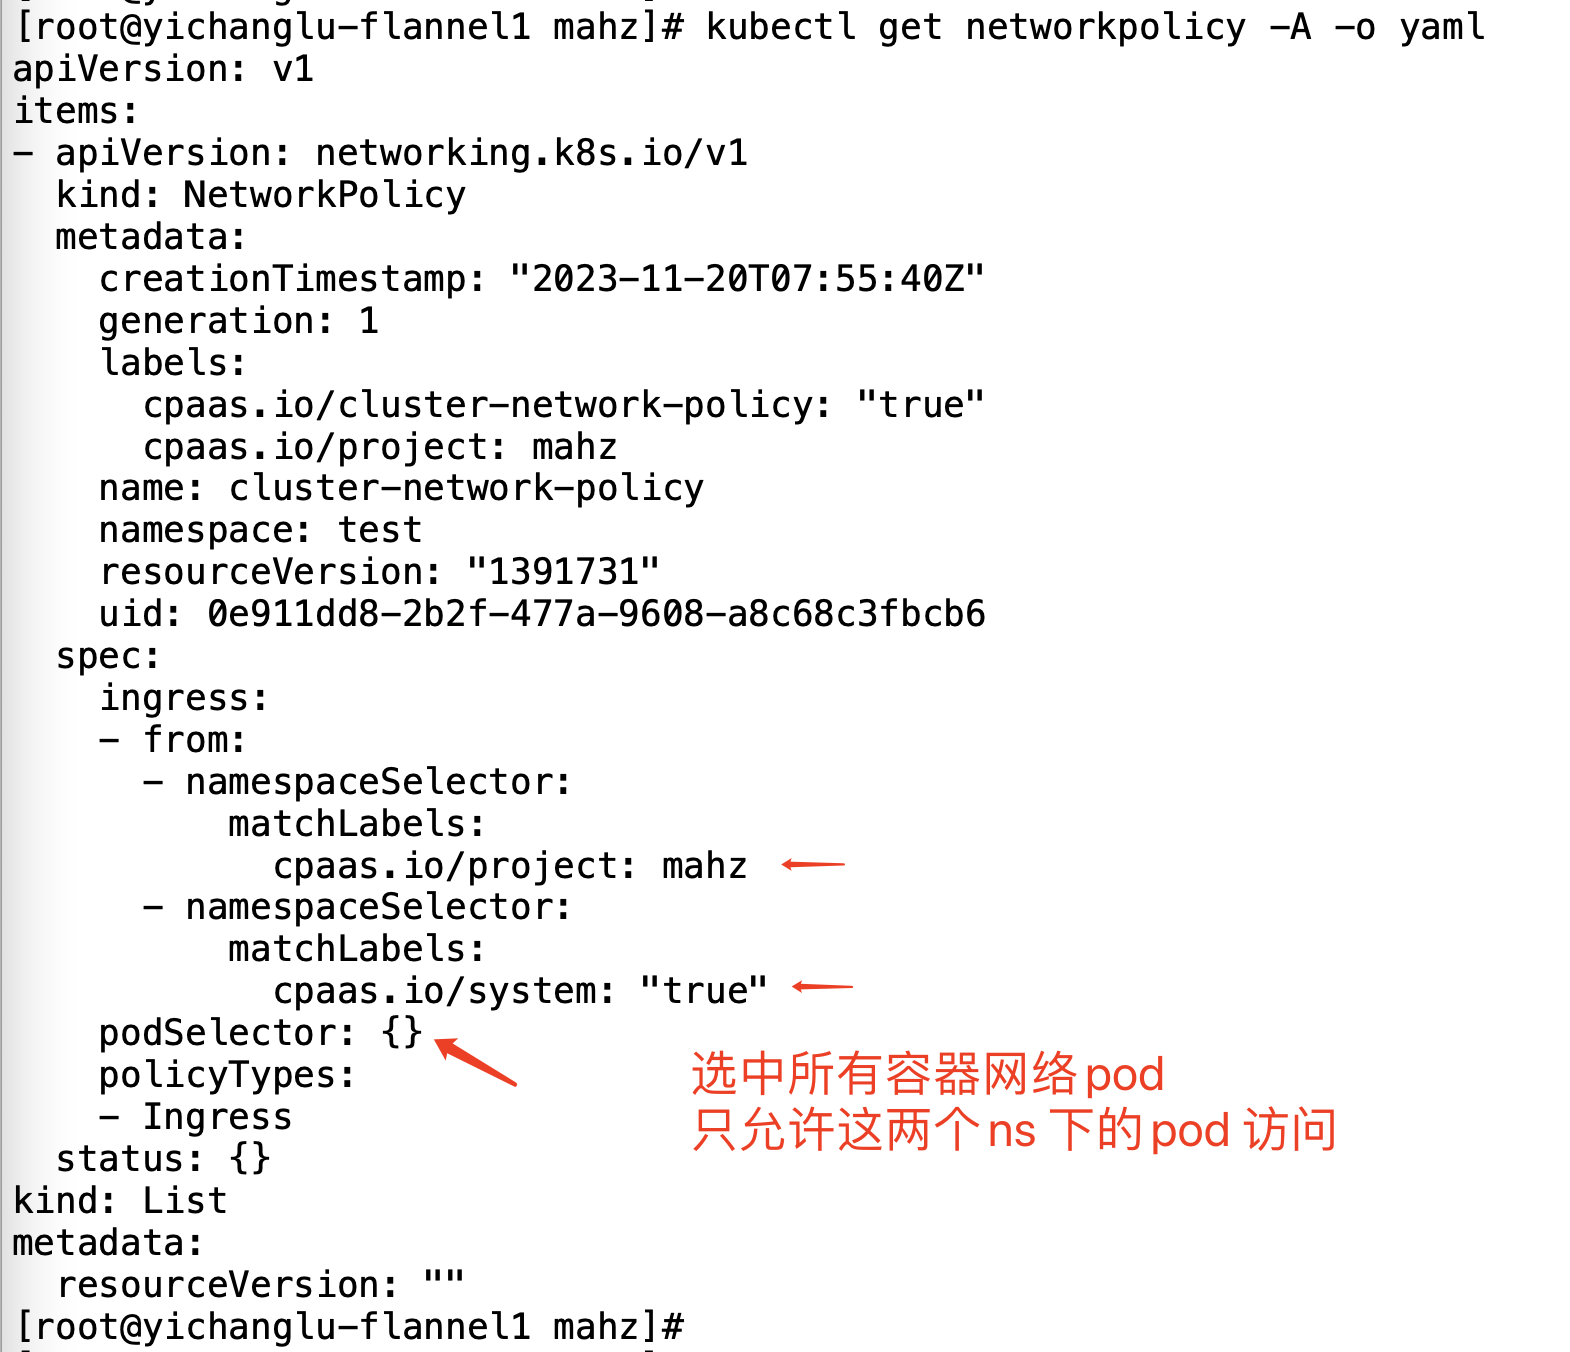 [root@yichanglu-flannel1 mahz]# kubectl get networkpolicy -A -o yaml
apiVersion: v1
items:
- apiVersion: networking.k8s.io/v1
  kind: NetworkPolicy
  metadata:
    creationTimestamp: "2023-11-20T07:55:40Z"
    generation: 1
    labels:
      cpaas.io/cluster-network-policy: "true"
      cpaas.io/project: mahz
    name: cluster-network-policy
    namespace: test
    resourceVersion: "1391731"
    uid: 0e911dd8-2b2f-477a-9608-a8c68c3fbcb6
  spec:
    ingress:
    - from:
      - namespaceSelector:
          matchLabels:
            cpaas.io/project: mahz
      - namespaceSelector:
          matchLabels:
            cpaas.io/system: "true"
    podSelector: {}
    policyTypes:
    - Ingress
选中所有容器网络pod
只允许这两个ns 下的pod 访问
  status: {}
kind: List
metadata:
  resourceVersion: ""
[root@yichanglu-flannel1 mahz]#